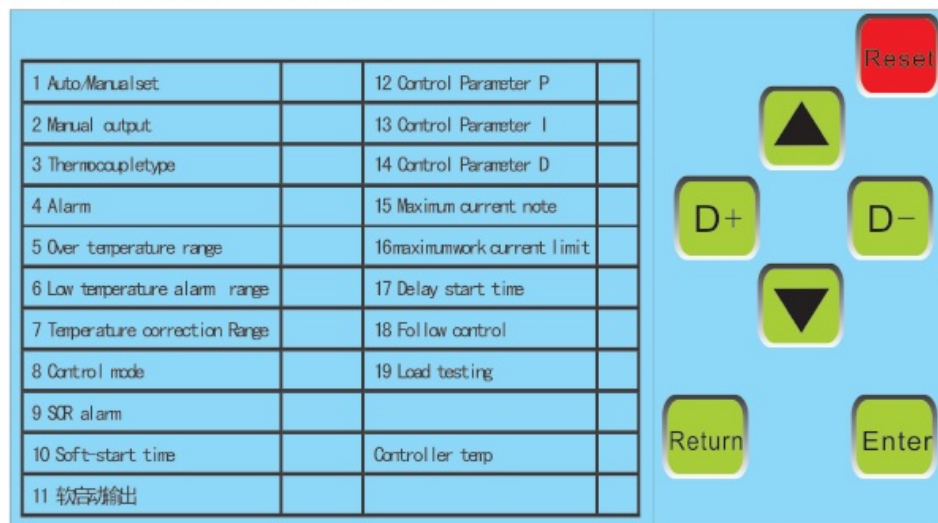 1 Auto/Manualset
2 Manual output
3 Thermocoupletype
4 Alarm
5 Over temperature range
6 Low temperature alarm range
7 Temperature correction Range
8 Control mode
9 SCR alarm
10 Soft-start time
11 软启动输出
12 Control Parameter P
13 Control Parameter I
14 Control Parameter D
15 Maximum current note
16maximumwork current limit
17 Delay start time
18 Follow control
19 Load testing
Controller temp
Reset
D+
D-
Return
Enter